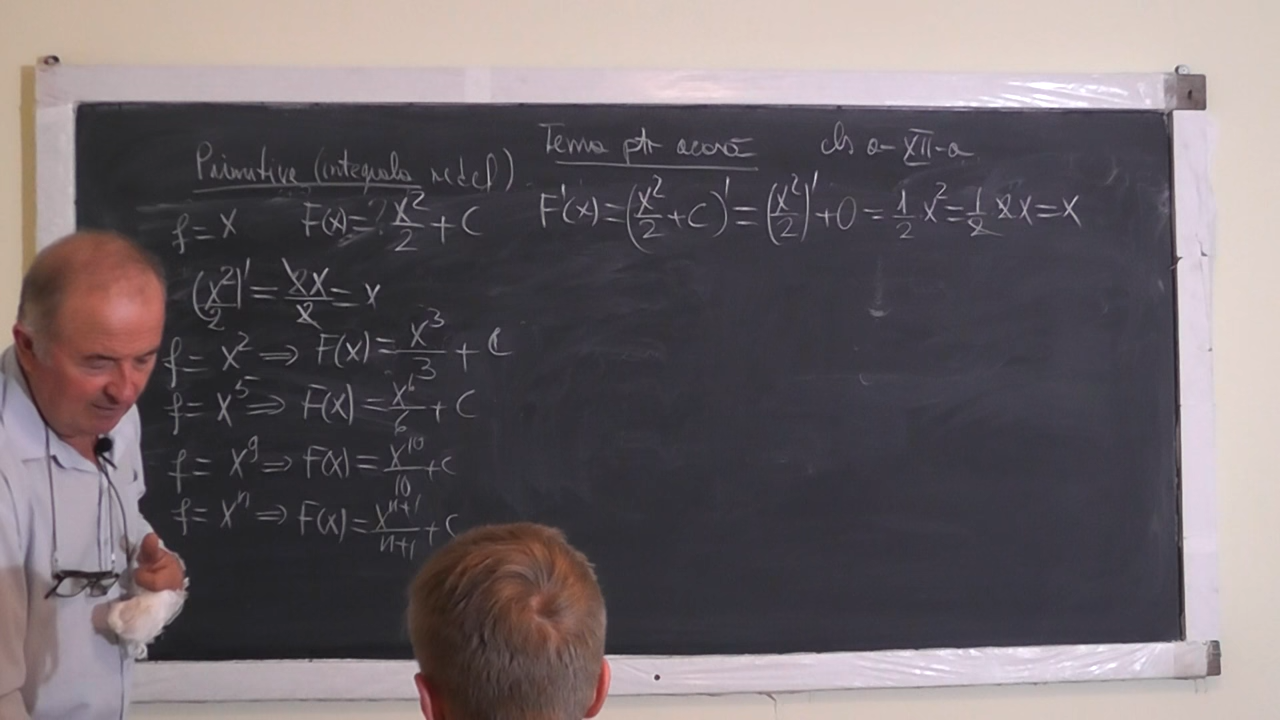 Primitive (integrala nedef)
f = x F(x) = ? x²/2 + C
(x²/2)' = 2x/2 = x
f = x² ⇒ F(x) = x³/3 + C
f = x⁵ ⇒ F(x) = x⁶/6 + C
f = x⁹ ⇒ F(x) = x¹⁰/10 + c
f = xⁿ ⇒ F(x) = xⁿ⁺¹/n+1 + C
Tema ptr acasă cls a-XII-a
F'(x) = (x²/2 + C)' = (x²/2)' + 0 = 1/2 x² = 1/2 2x = x